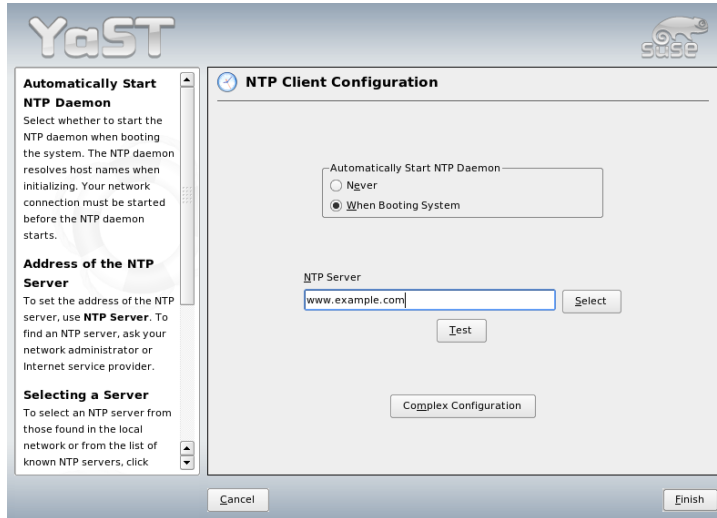 YaST
suse
Automatically Start
NTP Daemon
Select whether to start the
NTP daemon when booting
the system. The NTP daemon
resolves host names when
initializing. Your network
connection must be started
before the NTP daemon
starts.
Address of the NTP
Server
To set the address of the NTP
server, use NTP Server. To
find an NTP server, ask your
network administrator or
Internet service provider.
Selecting a Server
To select an NTP server from
those found in the local
network or from the list of
known NTP servers, click
NTP Client Configuration
Automatically Start NTP Daemon
Never
When Booting System
NTP Server
www.example.com
Select
Test
Complex Configuration
Cancel
Finish